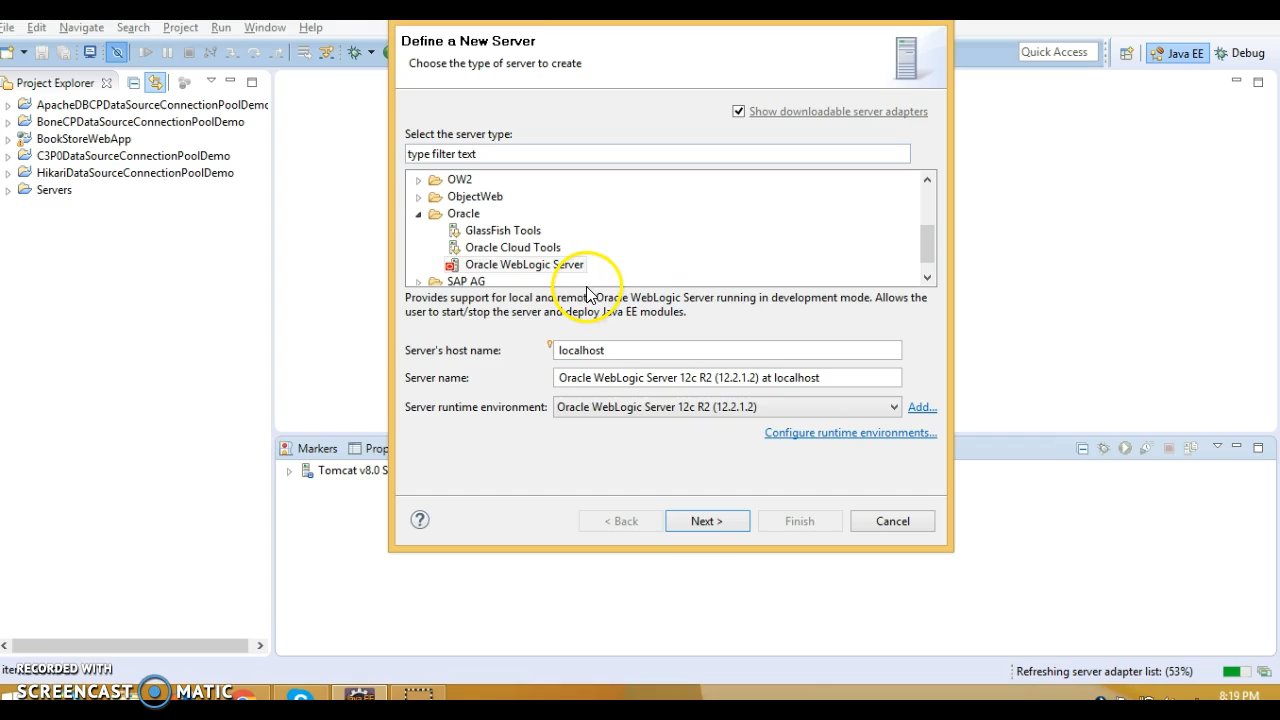 File Edit Navigate Search Project Run Window Help
Define a New Server
Choose the type of server to create
Quick Access
Java EE
Debug
Project Explorer
ApacheDBCPDataSourceConnectionPoolDemo
BoneCPDataSourceConnectionPoolDemo
BookStoreWebApp
C3P0DataSourceConnectionPoolDemo
HikariDataSourceConnectionPoolDemo
Servers
Show downloadable server adapters
Select the server type:
type filter text
OW2
ObjectWeb
Oracle
GlassFish Tools
Oracle Cloud Tools
Oracle WebLogic Server
SAP AG
Provides support for local and remote Oracle WebLogic Server running in development mode. Allows the
user to start/stop the server and deploy Java EE modules.
Server's host name: localhost
Server name: Oracle WebLogic Server 12c R2 (12.2.1.2) at localhost
Server runtime environment: Oracle WebLogic Server 12c R2 (12.2.1.2) Add...
Configure runtime environments...
Markers Prop
Tomcat v8.0 S
< Back Next > Finish Cancel
Refreshing server adapter list: (53%)
RECORDED WITH
SCREENCAST MATIC
8:19 PM